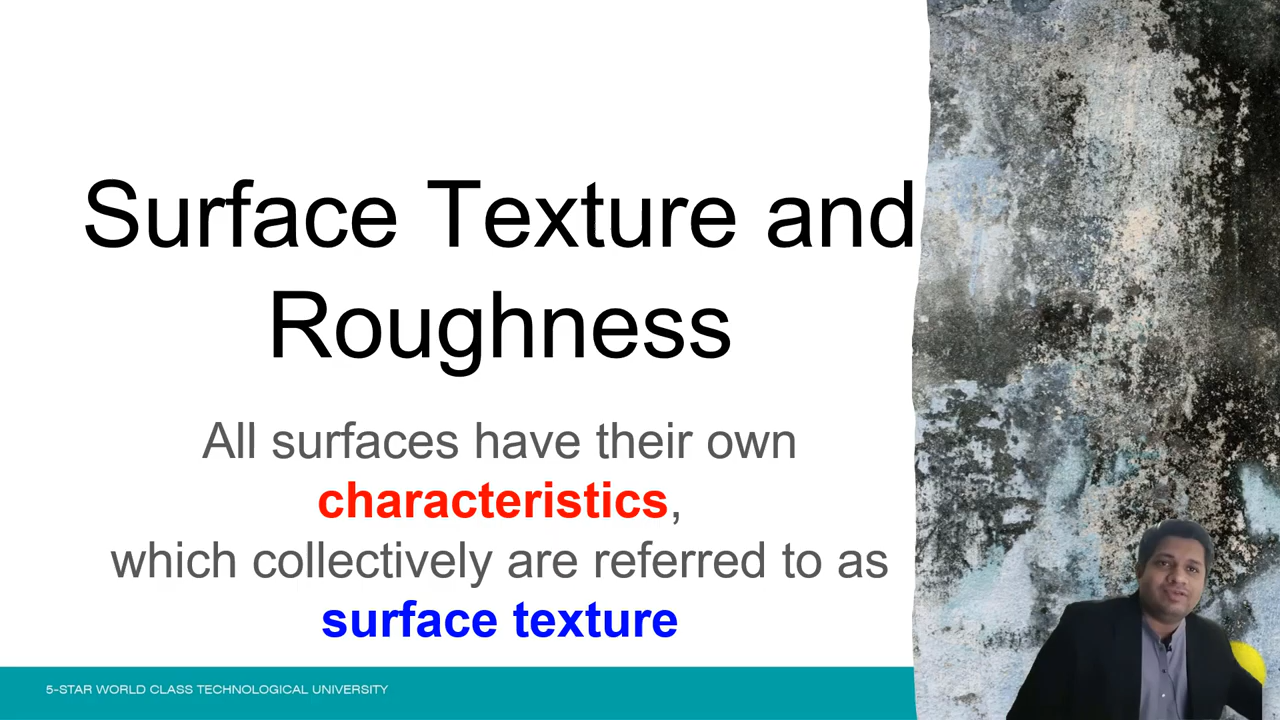 Surface Texture and
Roughness
All surfaces have their own
characteristics,
which collectively are referred to as
surface texture
5-STAR WORLD CLASS TECHNOLOGICAL UNIVERSITY